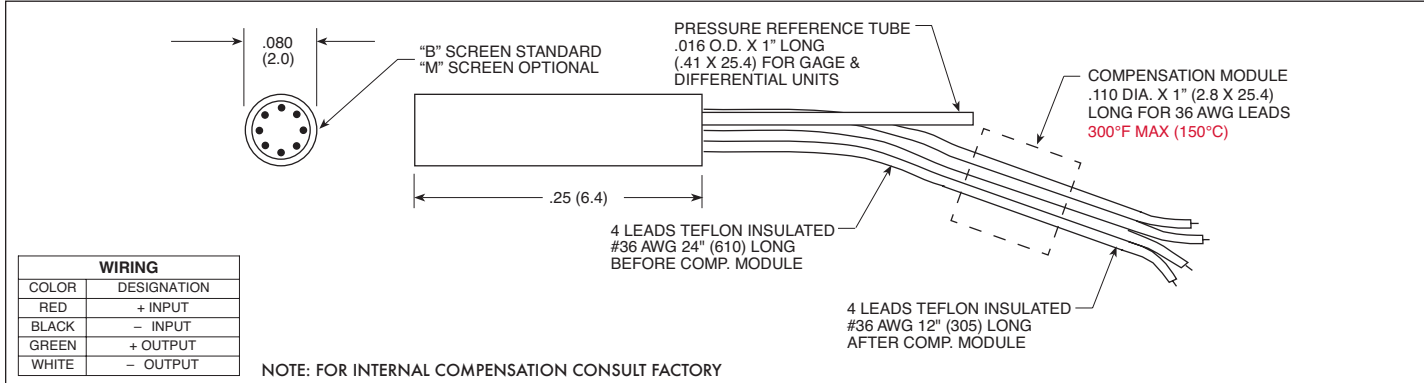 .080
(2.0)
"B" SCREEN STANDARD
"M" SCREEN OPTIONAL
PRESSURE REFERENCE TUBE
.016 O.D. X 1" LONG
(.41 X 25.4) FOR GAGE &
DIFFERENTIAL UNITS
COMPENSATION MODULE
.110 DIA. X 1" (2.8 X 25.4)
LONG FOR 36 AWG LEADS
300°F MAX (150°C)
.25 (6.4)
4 LEADS TEFLON INSULATED
#36 AWG 24" (610) LONG
BEFORE COMP. MODULE
4 LEADS TEFLON INSULATED
#36 AWG 12" (305) LONG
AFTER COMP. MODULE
WIRING
COLOR DESIGNATION
RED + INPUT
BLACK – INPUT
GREEN + OUTPUT
WHITE – OUTPUT
NOTE: FOR INTERNAL COMPENSATION CONSULT FACTORY